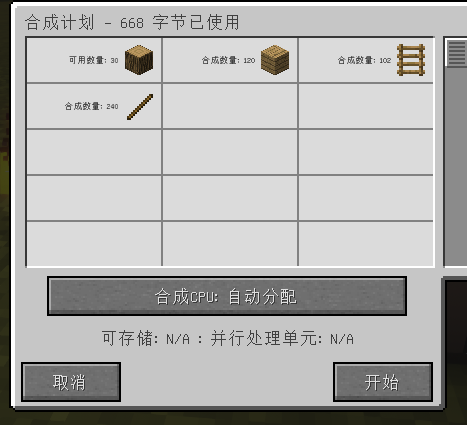 合成计划 - 668 字节已使用
可用数量: 30 合成数量: 120 合成数量: 102
合成数量: 240
合成CPU: 自动分配
可存储: N/A : 并行处理单元: N/A
取消 开始